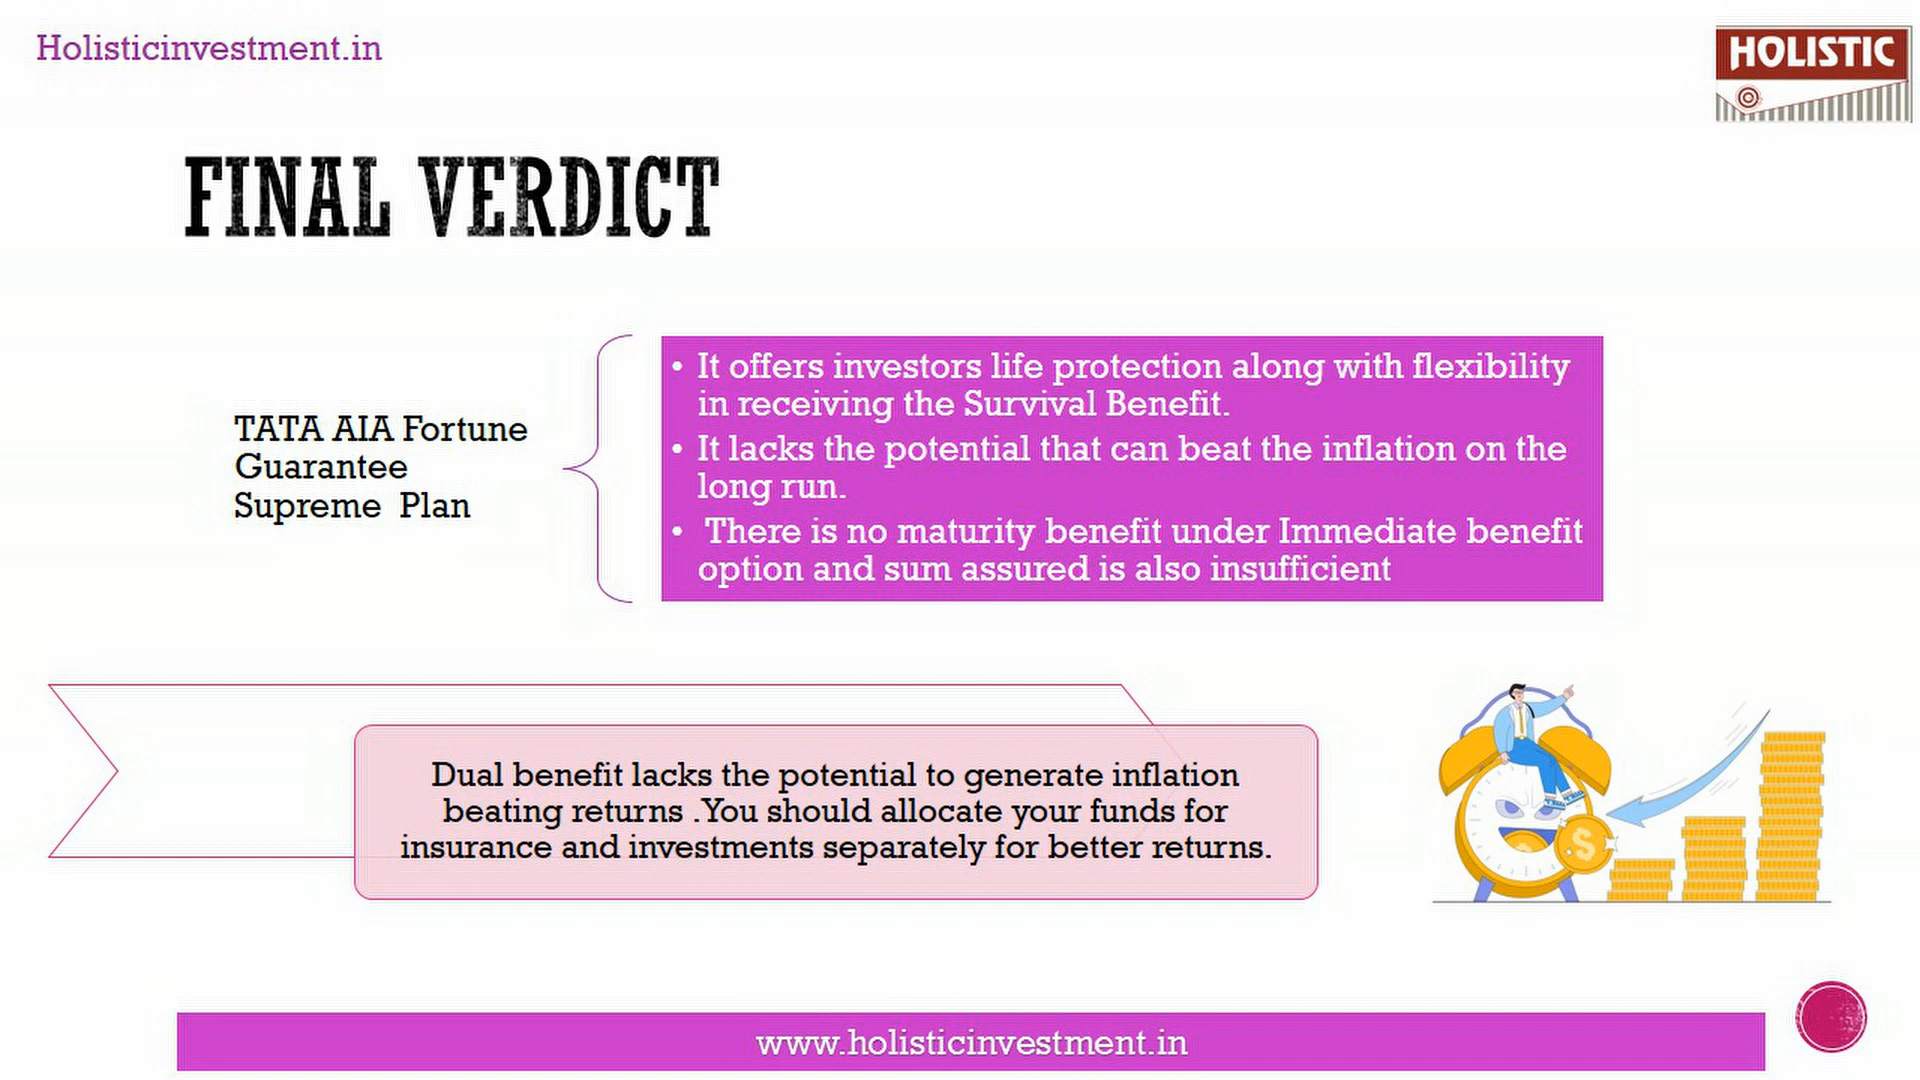 Holisticinvestment.in
HOLISTIC
FINAL VERDICT
TATA AIA Fortune
Guarantee
Supreme Plan
• It offers investors life protection along with flexibility
in receiving the Survival Benefit.
• It lacks the potential that can beat the inflation on the
long run.
• There is no maturity benefit under Immediate benefit
option and sum assured is also insufficient
Dual benefit lacks the potential to generate inflation
beating returns .You should allocate your funds for
insurance and investments separately for better returns.
$
www.holisticinvestment.in